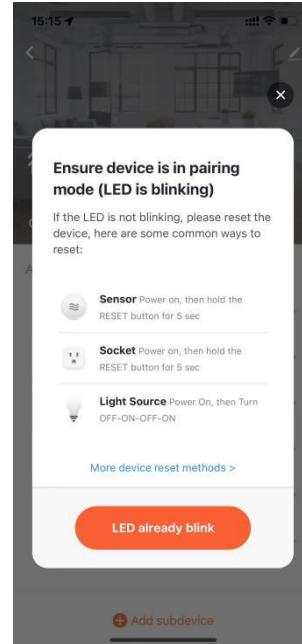 15:15
Ensure device is in pairing
mode (LED is blinking)
If the LED is not blinking, please reset the
device, here are some common ways to
reset:
Sensor Power on, then hold the
RESET button for 5 sec
Socket Power on, then hold the
RESET button for 5 sec
Light Source Power On, then Turn
OFF-ON-OFF-ON
More device reset methods >
LED already blink
Add subdevice